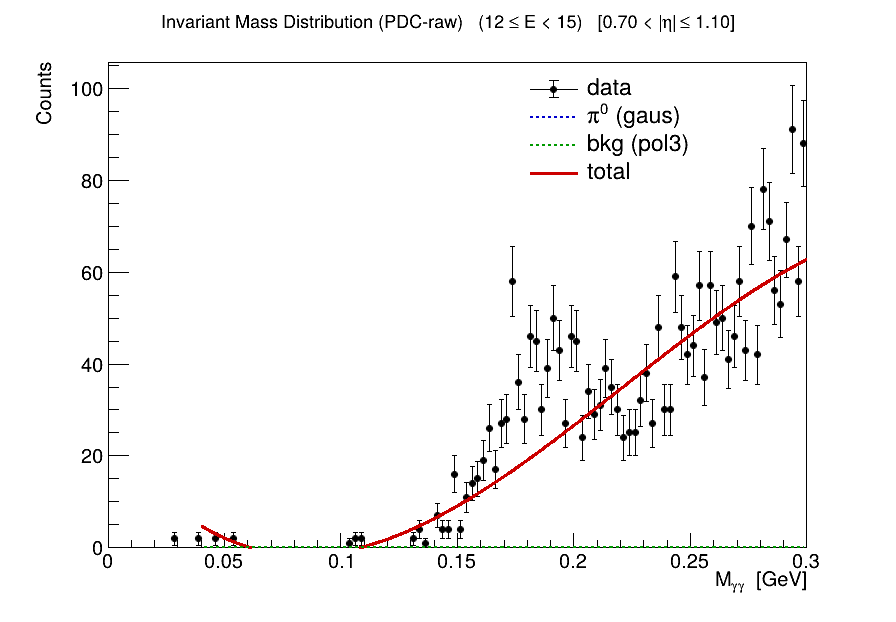 Invariant Mass Distribution (PDC-raw) (12 ≤ E < 15) [0.70 < |η| ≤ 1.10]
Counts
100
80
60
40
20
0
data
π⁰ (gaus)
bkg (pol3)
total
0 0.05 0.1 0.15 0.2 0.25 0.3
Mγγ [GeV]